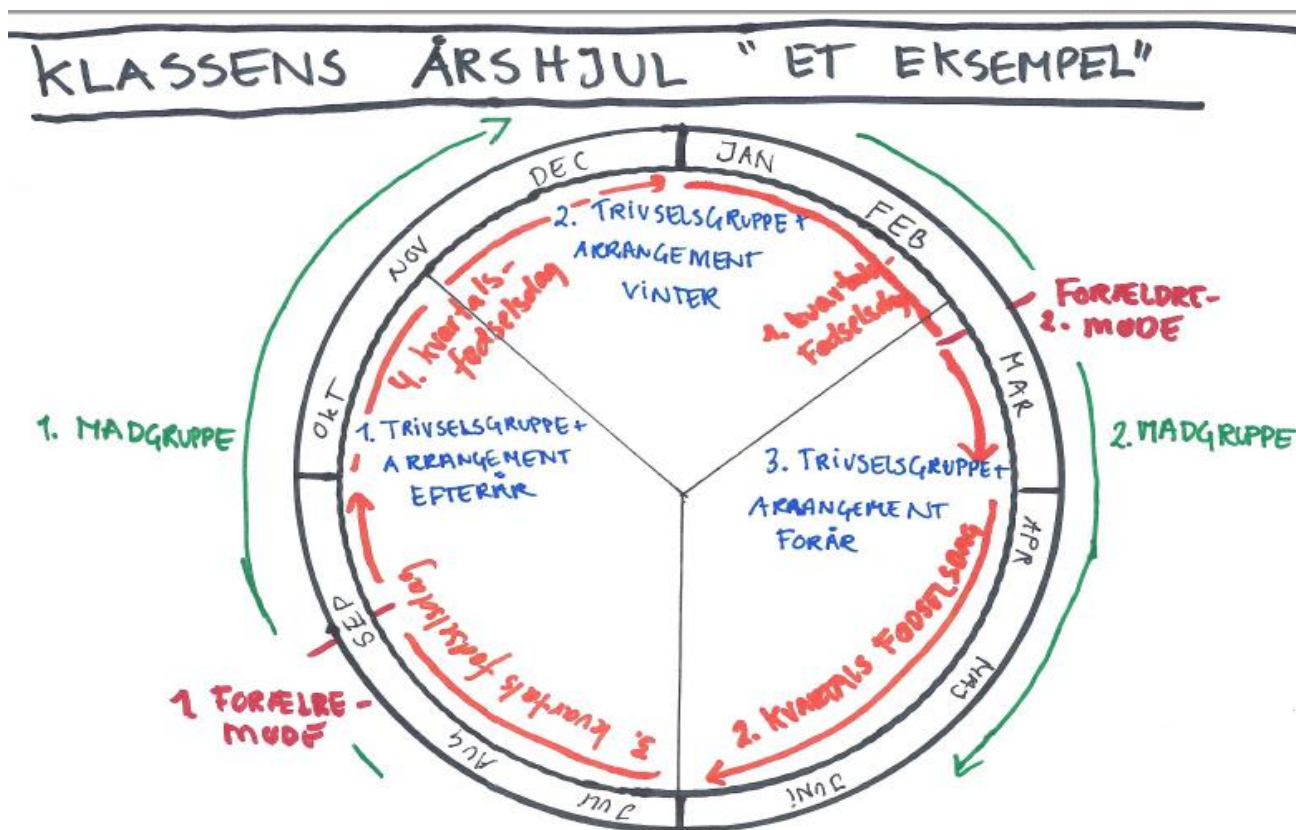 KLASSENS ÅRSHJUL "ET EKSEMPEL"
DEC
JAN
NOV
FEB
2. TRIVSELSGRUPPE+
ARRANGEMENT
VINTER
4. kvartals-
fødselsdag
1. kvartals
Fødselsdag
FORÆLDRE-
2. MØDE
OKT
MAR
1. MADGRUPPE
1. TRIVSELSGRUPPE+
ARRANGEMENT
EFTERÅR
3. TRIVSELSGRUPPE+
ARRANGEMENT
FORÅR
2. MADGRUPPE
APR
SEP
3. kvartals fødselsdag
2. KVARTALS FØDSELSDAG
MAJ
1 FORÆLRE-
MØDE
AUG
JULI
JUNI